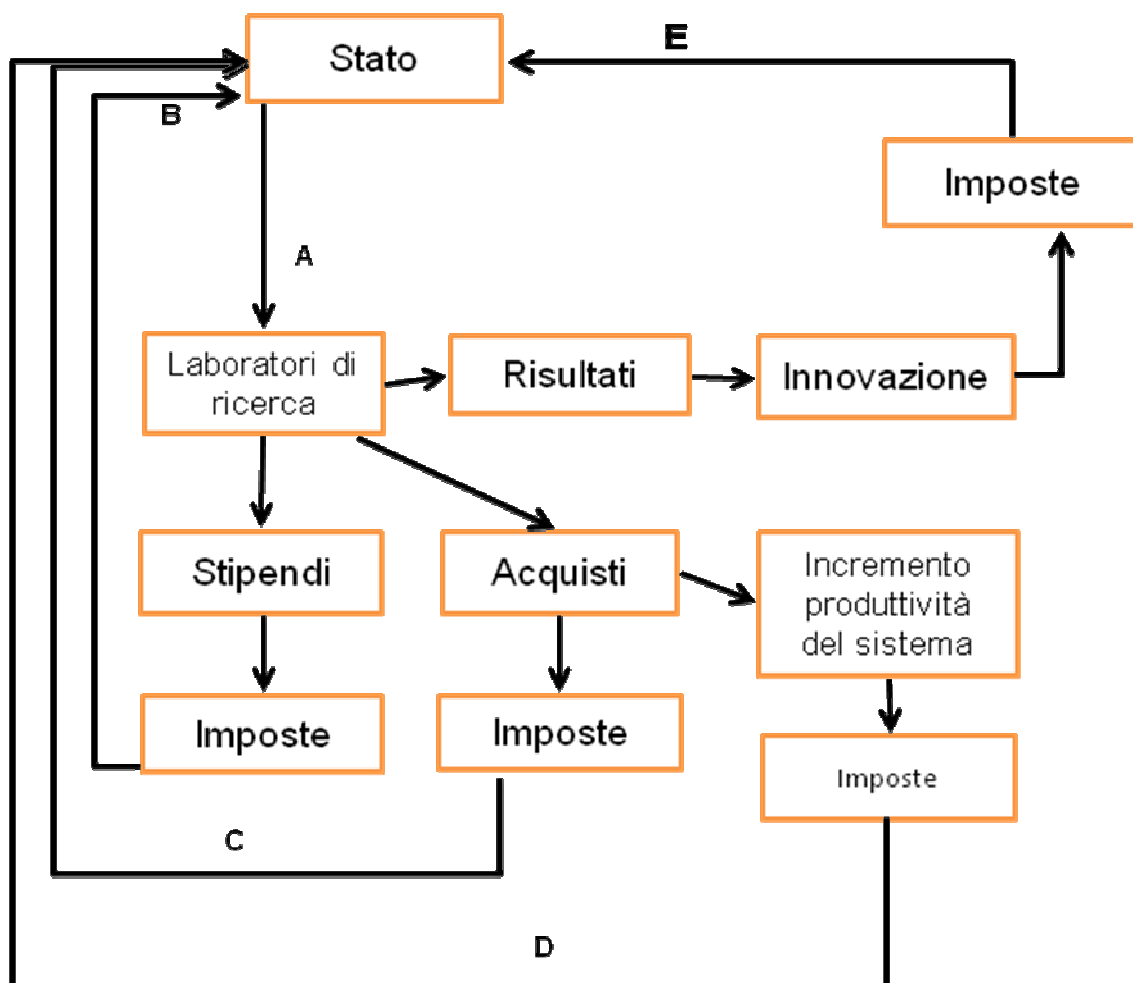 E
Stato
B
Imposte
A
Laboratori di
ricerca
Risultati
Innovazione
Stipendi
Acquisti
Incremento
produttività
del sistema
Imposte
Imposte
Imposte
C
D